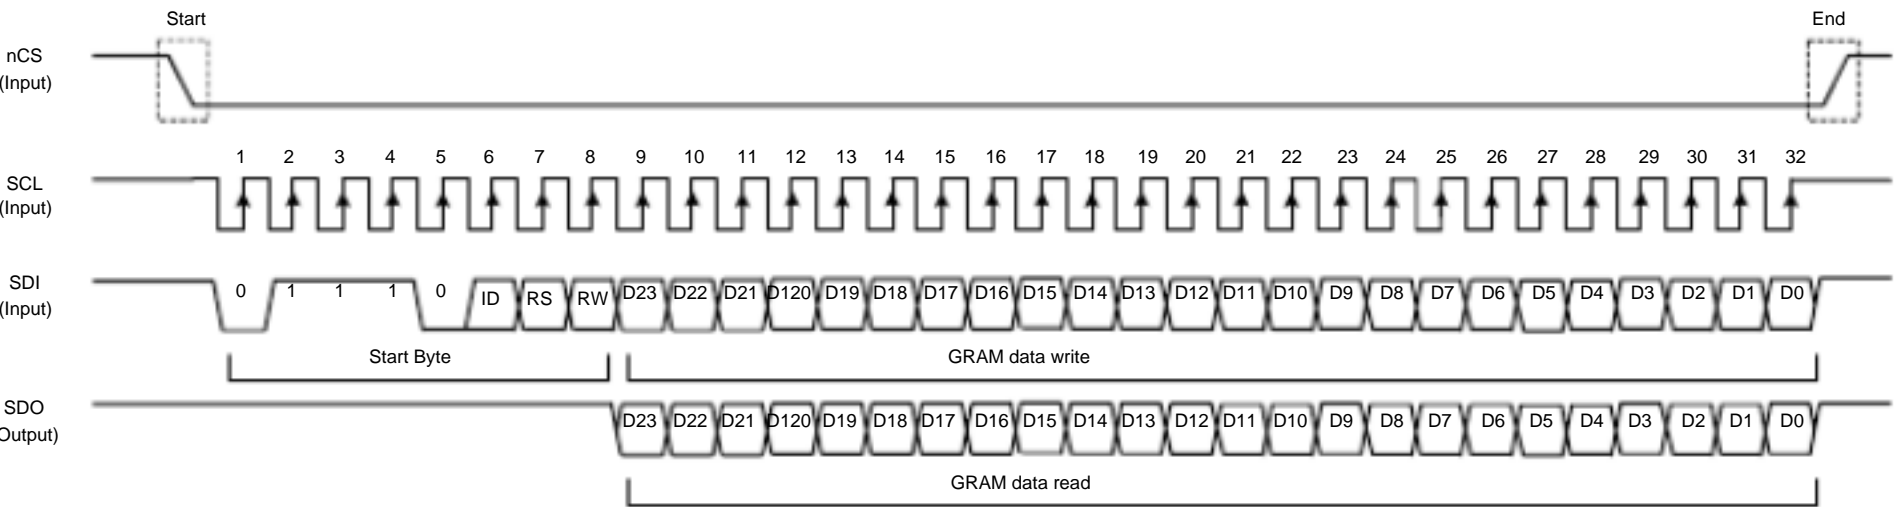 Start End
nCS
(Input)
1 2 3 4 5 6 7 8 9 10 11 12 13 14 15 16 17 18 19 20 21 22 23 24 25 26 27 28 29 30 31 32
SCL
(Input)
SDI
(Input)
0 1 1 1 0 ID RS RW D23 D22 D21 D120 D19 D18 D17 D16 D15 D14 D13 D12 D11 D10 D9 D8 D7 D6 D5 D4 D3 D2 D1 D0
Start Byte GRAM data write
SDO
Output)
D23 D22 D21 D120 D19 D18 D17 D16 D15 D14 D13 D12 D11 D10 D9 D8 D7 D6 D5 D4 D3 D2 D1 D0
GRAM data read